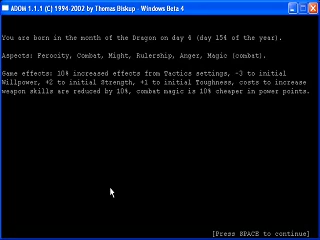 ADOM 1.1.1 (C) 1994-2002 by Thomas Biskup - Windows Beta 4
You are born in the month of the Dragon on day 6 (day 154 of the year).
Aspects: Ferocity, Combat, Might, Rulership, Anger, Magic (combat).
Game effects: 10% increased effects from Tactics settings, -3 to initial
Willpower, +2 to initial Strength, +1 to initial Toughness, costs to increase
weapon skills are reduced by 10%, combat magic is 10% cheaper in power points.
[Press SPACE to continue]